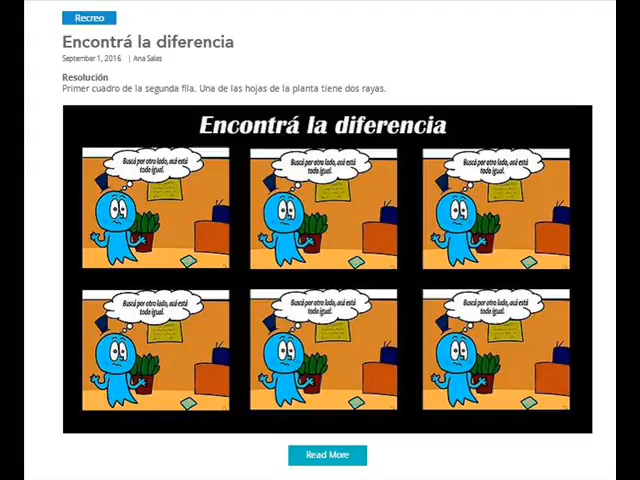 Recreo
Encontrá la diferencia
September 1, 2016 | Ana Salas
Resolución
Primer cuadro de la segunda fila. Una de las hojas de la planta tiene dos rayas.
Encontrá la diferencia
Buscá por otro lado, acá está
todo igual.
Buscá por otro lado, acá está
todo igual.
Buscá por otro lado, acá está
todo igual.
Buscá por otro lado, acá está
todo igual.
Buscá por otro lado, acá está
todo igual.
Buscá por otro lado, acá está
todo igual.
Read More